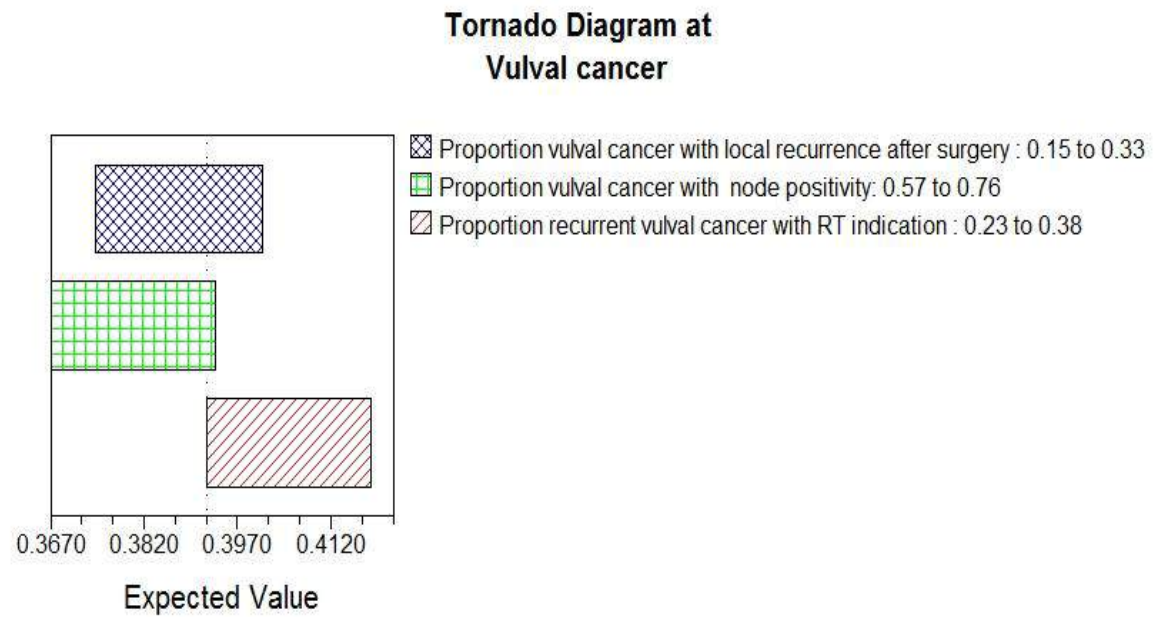 Tornado Diagram at
Vulval cancer
Proportion vulval cancer with local recurrence after surgery : 0.15 to 0.33
Proportion vulval cancer with  node positivity: 0.57 to 0.76
Proportion recurrent vulval cancer with RT indication : 0.23 to 0.38
0.3670 0.3820 0.3970 0.4120
Expected Value